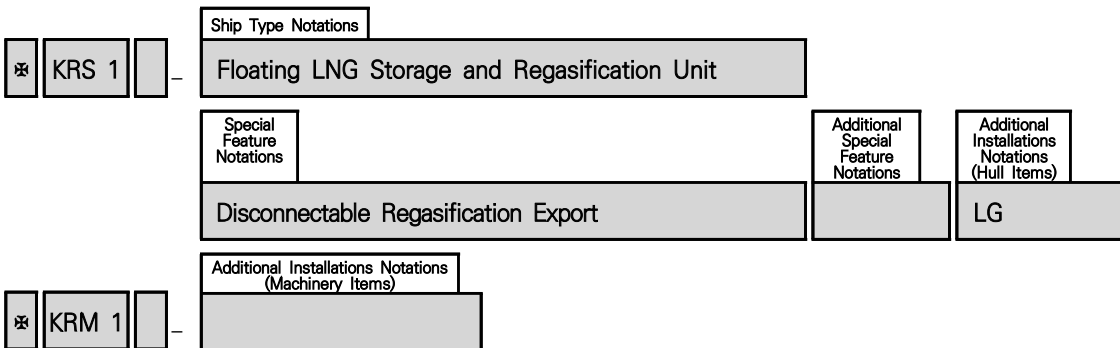 Ship Type Notations
✠ KRS 1 – Floating LNG Storage and Regasification Unit
Special
Feature
Notations
Additional
Special
Feature
Notations
Additional
Installations
Notations
(Hull Items)
Disconnectable Regasification Export
LG
Additional Installations Notations
(Machinery Items)
✠ KRM 1 –